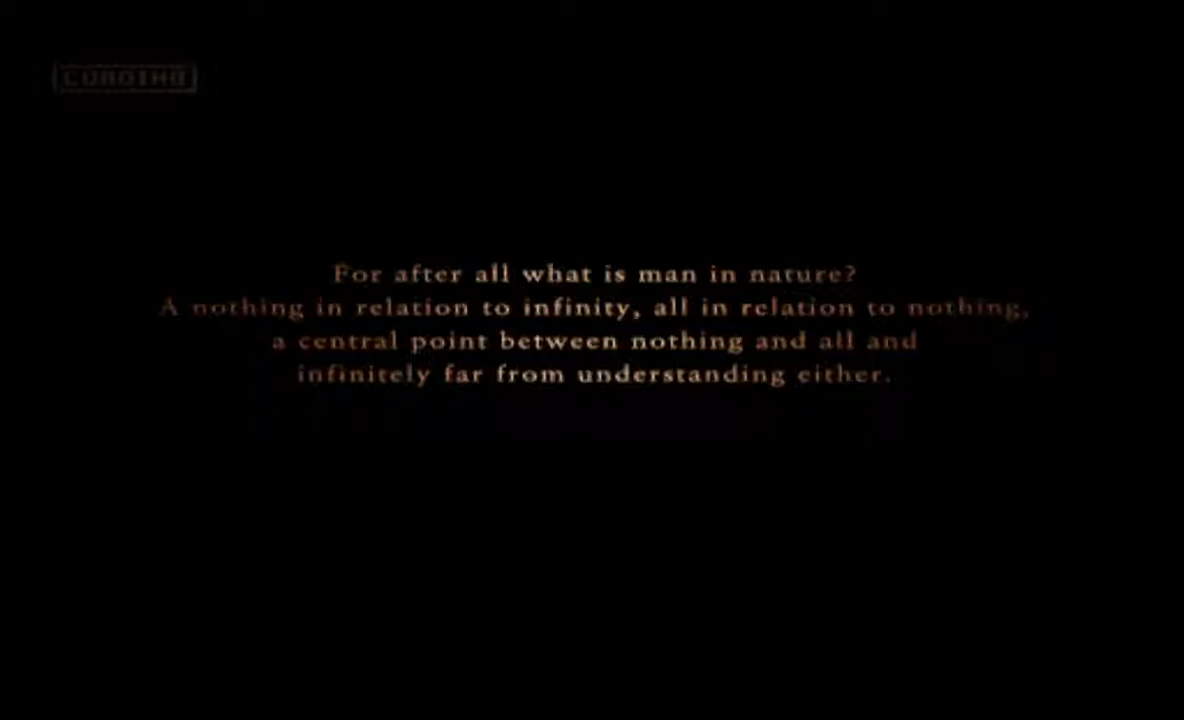 For after all what is man in nature?
A nothing in relation to infinity, all in relation to nothing,
a central point between nothing and all and
infinitely far from understanding either.